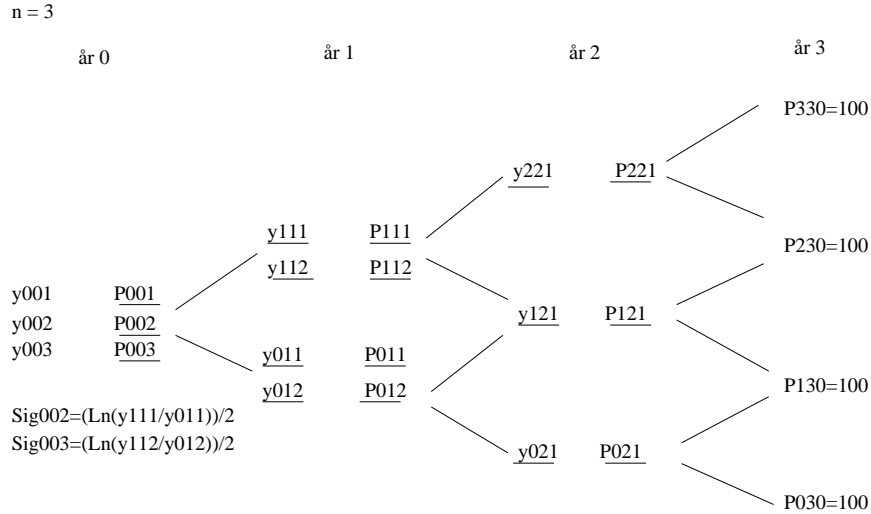 n = 3
år 0 år 1 år 2 år 3
P330=100
y221 P221
y111 P111
P230=100
y112 P112
y001 P001
y121 P121
y002 P002
y003 P003
y011 P011
y012 P012
P130=100
Sig002=(Ln(y111/y011))/2
Sig003=(Ln(y112/y012))/2
y021 P021
P030=100